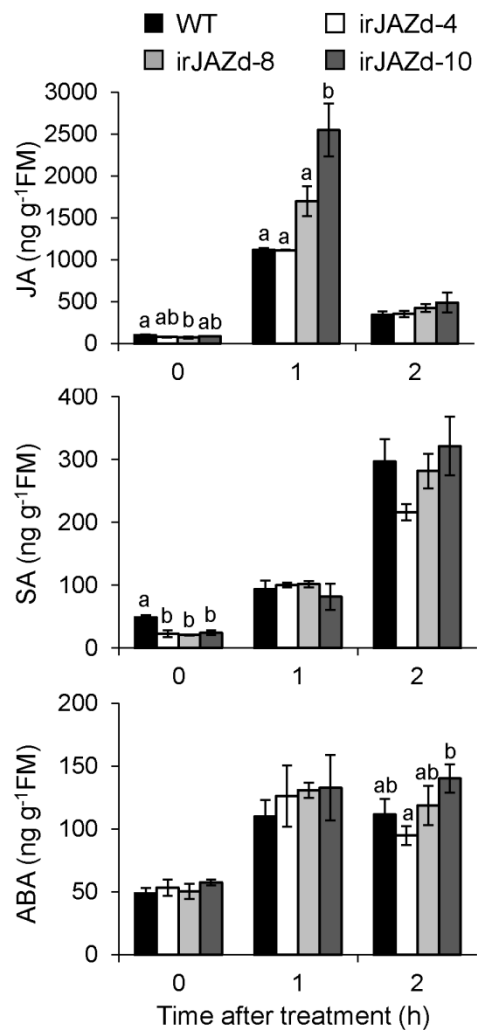 WT irJAZd-4
irJAZd-8 irJAZd-10
JA (ng g⁻¹FM)
3000
2500
2000
1500
1000
500
0
a ab b ab
a a a b
0 1 2
SA (ng g⁻¹FM)
400
300
200
100
0
a b b b
0 1 2
ABA (ng g⁻¹FM)
200
150
100
50
0
ab a ab b
0 1 2
Time after treatment (h)